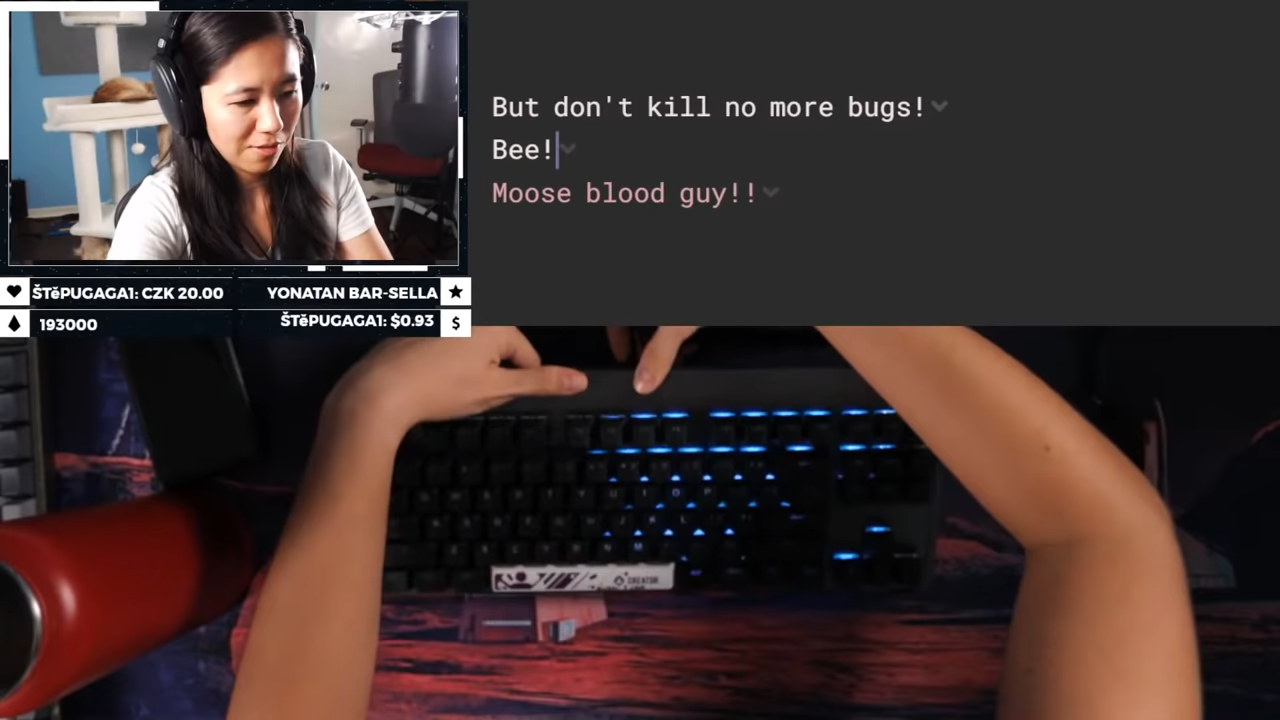 But don't kill no more bugs!
Bee!
Moose blood guy!!
ŠTěPUGAGA1: CZK 20.00
YONATAN BAR-SELLA
193000
ŠTěPUGAGA1: $0.93
$
CREATOR